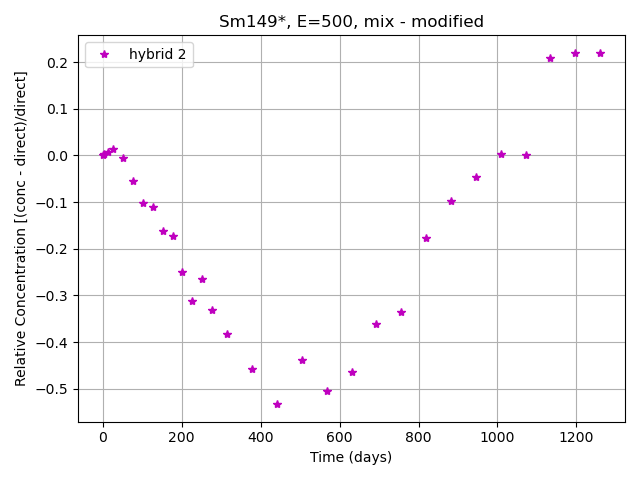 Sm149*, E=500, mix - modified
hybrid 2
Relative Concentration [(conc - direct)/direct]
0.2
0.1
0.0
−0.1
−0.2
−0.3
−0.4
−0.5
0 200 400 600 800 1000 1200
Time (days)